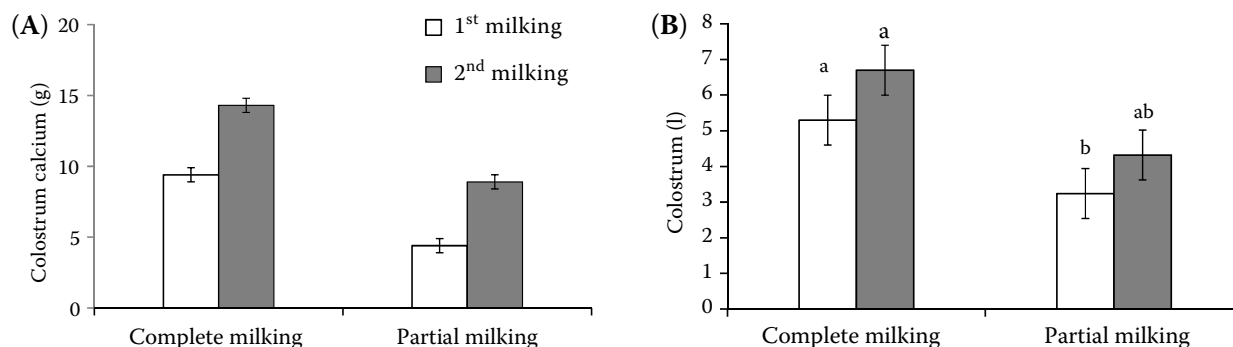 (A)
Colostrum calcium (g)
20
15
10
5
0
1st milking
2nd milking
Complete milking Partial milking
(B)
Colostrum (l)
8
7
6
5
4
3
2
1
0
a
a
b
ab
Complete milking Partial milking